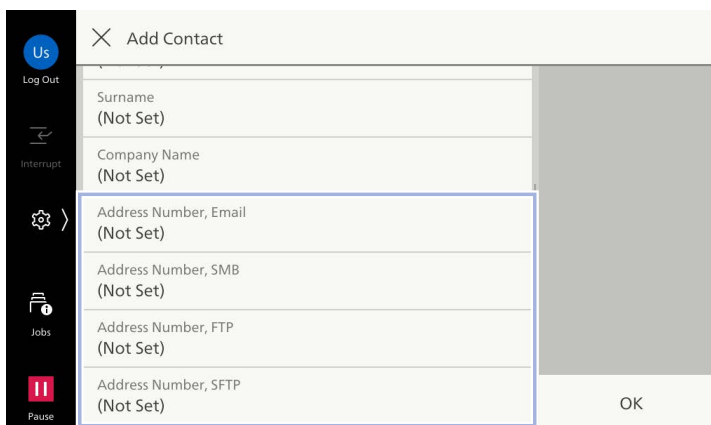 Add Contact
Us
Log Out
Surname
(Not Set)
Company Name
(Not Set)
Interrupt
Address Number, Email
(Not Set)
Address Number, SMB
(Not Set)
Address Number, FTP
(Not Set)
Jobs
Address Number, SFTP
(Not Set)
OK
Pause